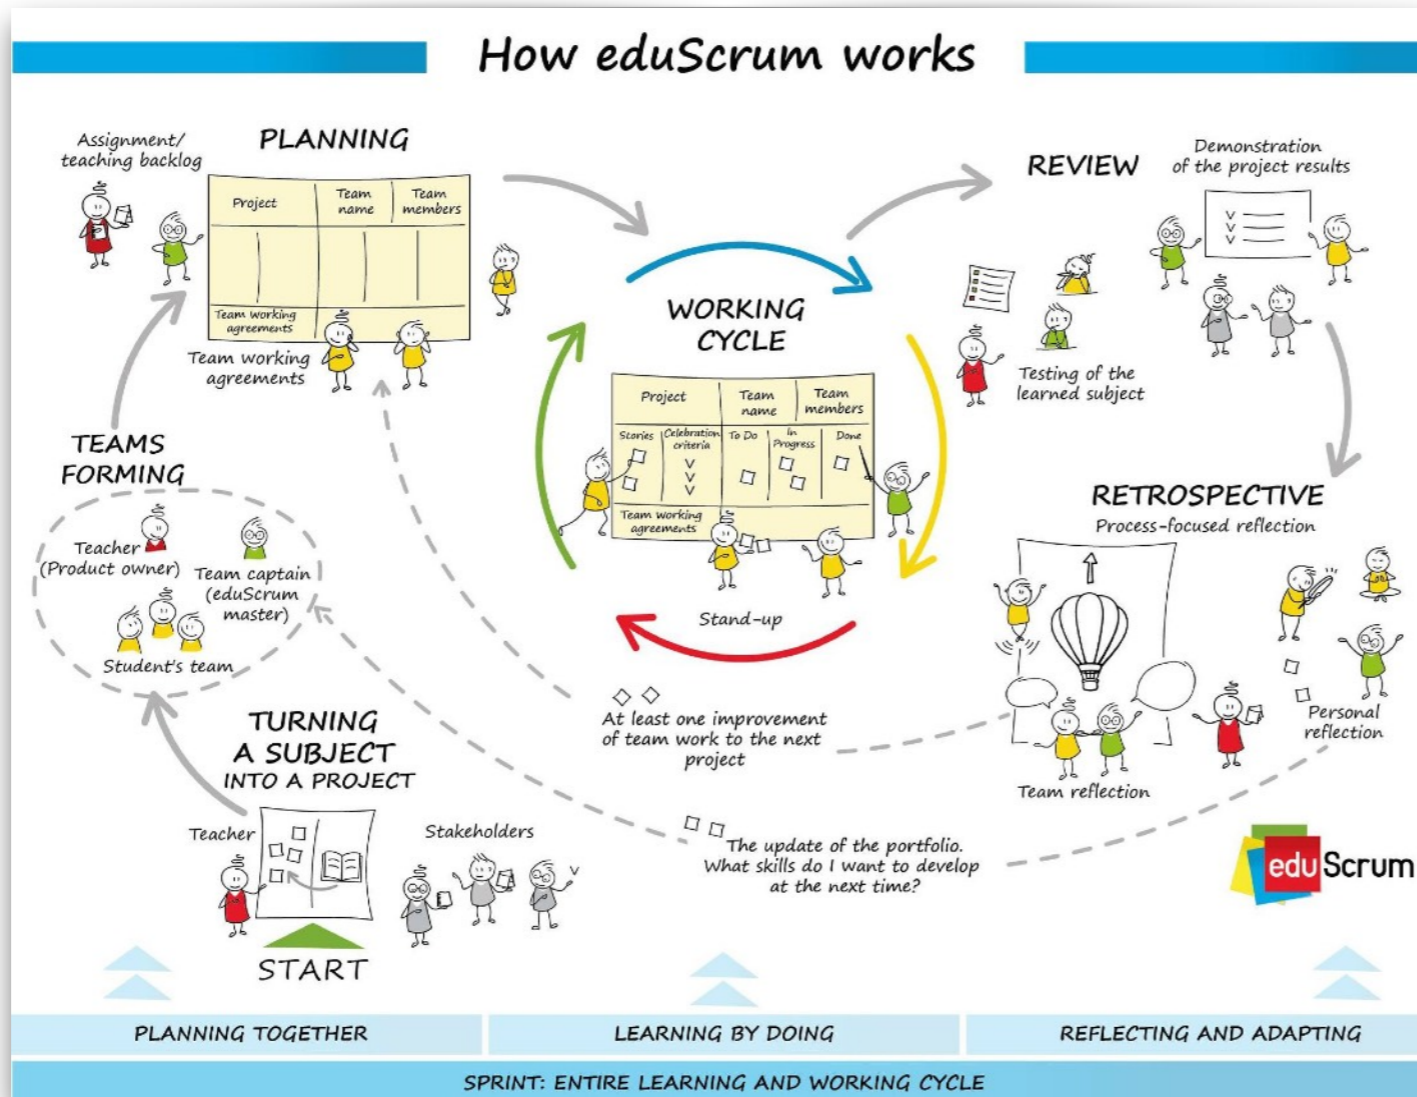 How eduScrum works
Assignment/
teaching backlog
PLANNING
Project
Team
name
Team
members
Team working
agreements
Team working
agreements
TEAMS
FORMING
Teacher
(Product owner)
Team captain
(eduScrum
master)
Student's team
TURNING
A SUBJECT
INTO A PROJECT
Teacher
Stakeholders
START
WORKING
CYCLE
Project
Team
name
Team
members
Stories
Celebration
criteria
To Do
In
Progress
Done
Team working
agreements
Stand-up
At least one improvement
of team work to the next
project
The update of the portfolio.
What skills do I want to develop
at the next time?
REVIEW
Demonstration
of the project results
Testing of the
learned subject
RETROSPECTIVE
Process-focused reflection
Team reflection
Personal
reflection
eduScrum
PLANNING TOGETHER
LEARNING BY DOING
REFLECTING AND ADAPTING
SPRINT: ENTIRE LEARNING AND WORKING CYCLE